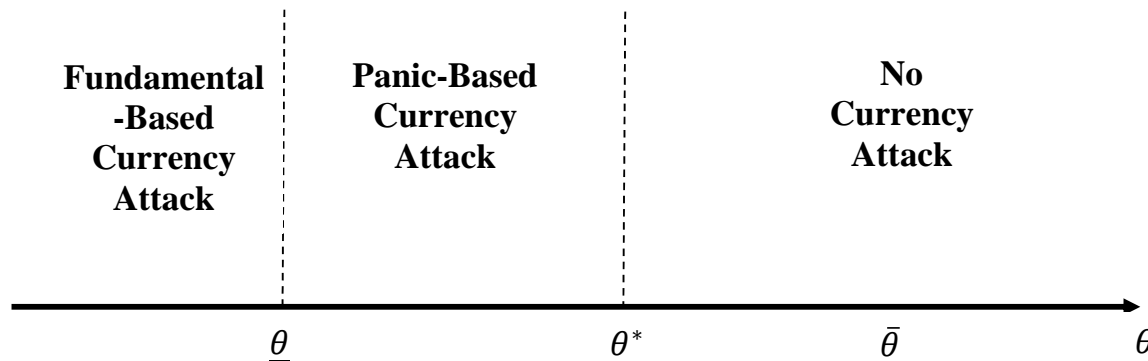 Fundamental
-Based
Currency
Attack
Panic-Based
Currency
Attack
No
Currency
Attack
θ̲ θ* θ̄ θ